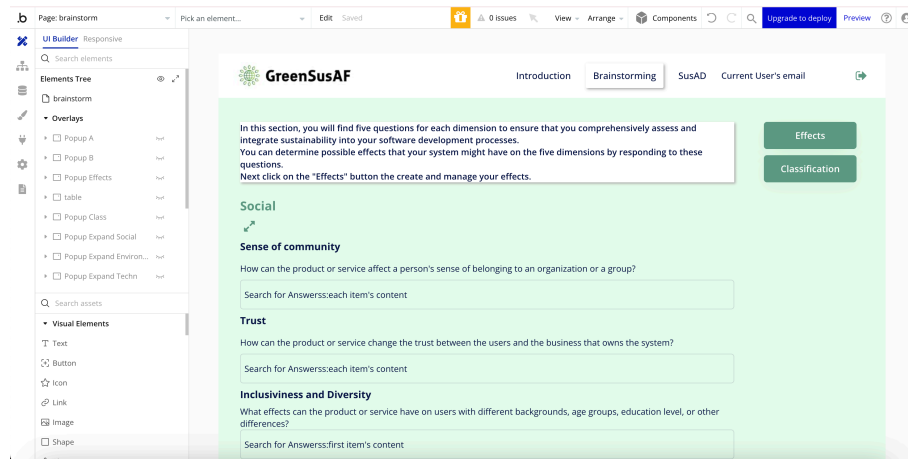 b Page: brainstorm Pick an element... Edit Saved 0 issues View Arrange Components Upgrade to deploy Preview
UI Builder Responsive
Search elements
Elements Tree
brainstorm
Overlays
Popup A
Popup B
Popup Effects
table
Popup Class
Popup Expand Social
Popup Expand Environ...
Popup Expand Techn
Search assets
Visual Elements
Text
Button
Icon
Link
Image
Shape
GreenSusAF Introduction Brainstorming SusAD Current User's email
In this section, you will find five questions for each dimension to ensure that you comprehensively assess and
integrate sustainability into your software development processes.
You can determine possible effects that your system might have on the five dimensions by responding to these
questions.
Next click on the "Effects" button the create and manage your effects.
Effects
Classification
Social
Sense of community
How can the product or service affect a person's sense of belonging to an organization or a group?
Search for Answerss:each item's content
Trust
How can the product or service change the trust between the users and the business that owns the system?
Search for Answerss:each item's content
Inclusiviness and Diversity
What effects can the product or service have on users with different backgrounds, age groups, education level, or other
differences?
Search for Answerss:first item's content